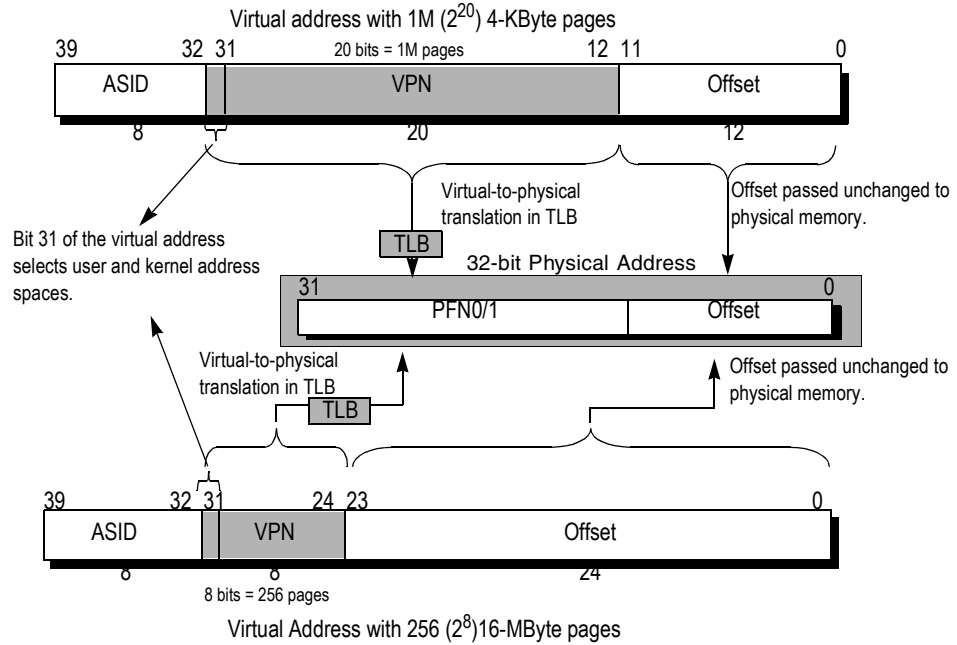 Virtual address with 1M (2^20) 4-KByte pages
39 32 31 20 bits = 1M pages 12 11 0
ASID VPN Offset
8 20 12
Virtual-to-physical
translation in TLB
Offset passed unchanged to
physical memory.
TLB
Bit 31 of the virtual address
selects user and kernel address
spaces.
32-bit Physical Address
31 0
PFN0/1 Offset
Virtual-to-physical
translation in TLB
TLB
Offset passed unchanged to
physical memory.
39 32 31 24 23 0
ASID VPN Offset
8 8 24
8 bits = 256 pages
Virtual Address with 256 (2^8)16-MByte pages